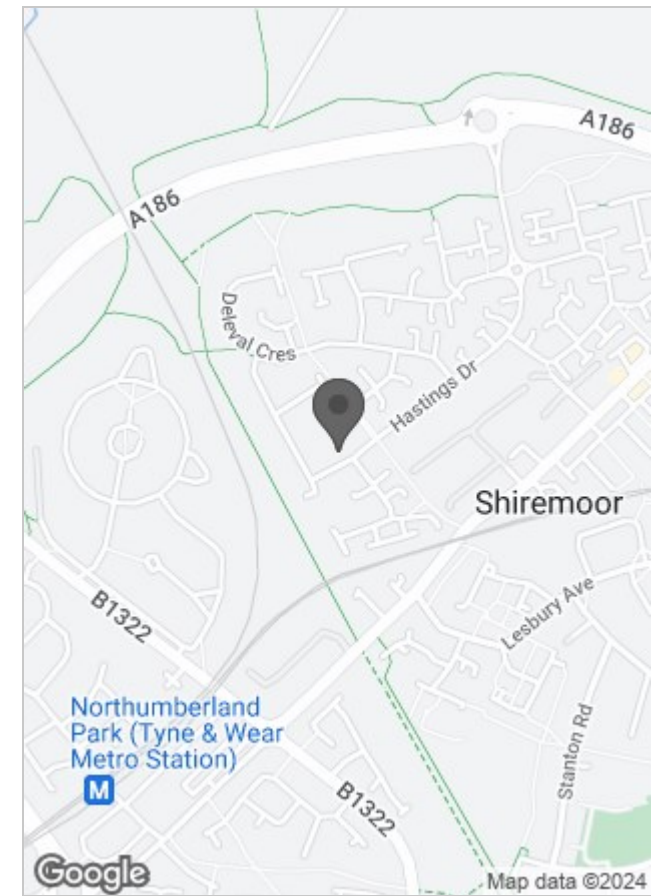 A186
A186
Deleval Cres
Hastings Dr
Shiremoor
Lesbury Ave
B1322
Northumberland
Park (Tyne & Wear
Metro Station)
M
Stanton Rd
B1322
Google
Map data ©2024